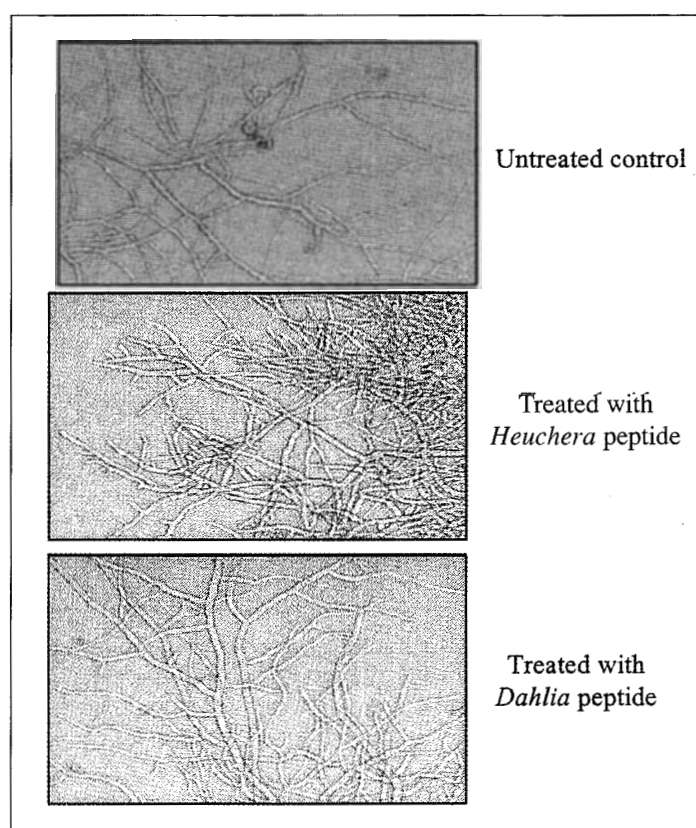 Untreated control
Treated with
Heuchera peptide
Treated with
Dahlia peptide